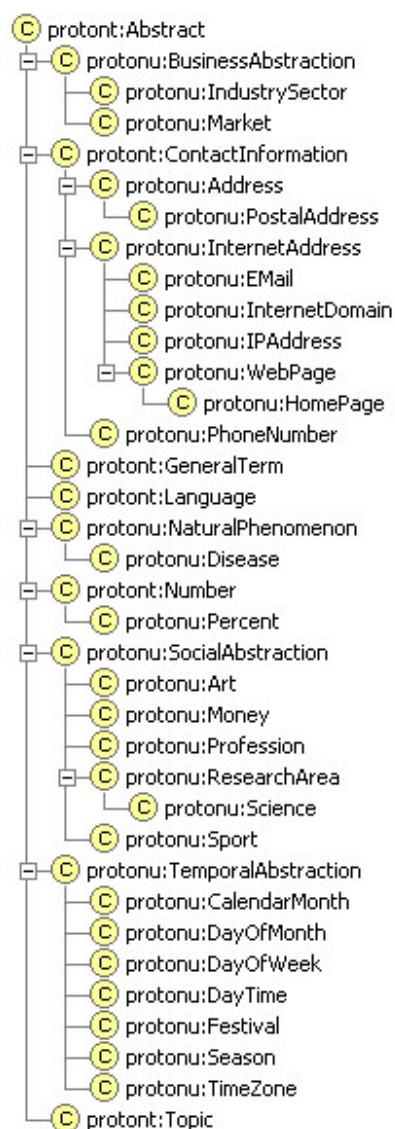 C protont:Abstract
C protonu:BusinessAbstraction
C protonu:IndustrySector
C protonu:Market
C protont:ContactInformation
C protonu:Address
C protonu:PostalAddress
C protonu:InternetAddress
C protonu:EMail
C protonu:InternetDomain
C protonu:IPAddress
C protonu:WebPage
C protonu:HomePage
C protonu:PhoneNumber
C protont:GeneralTerm
C protont:Language
C protonu:NaturalPhenomenon
C protonu:Disease
C protont:Number
C protonu:Percent
C protonu:SocialAbstraction
C protonu:Art
C protonu:Money
C protonu:Profession
C protonu:ResearchArea
C protonu:Science
C protonu:Sport
C protonu:TemporalAbstraction
C protonu:CalendarMonth
C protonu:DayOfMonth
C protonu:DayOfWeek
C protonu:DayTime
C protonu:Festival
C protonu:Season
C protonu:TimeZone
C protont:Topic